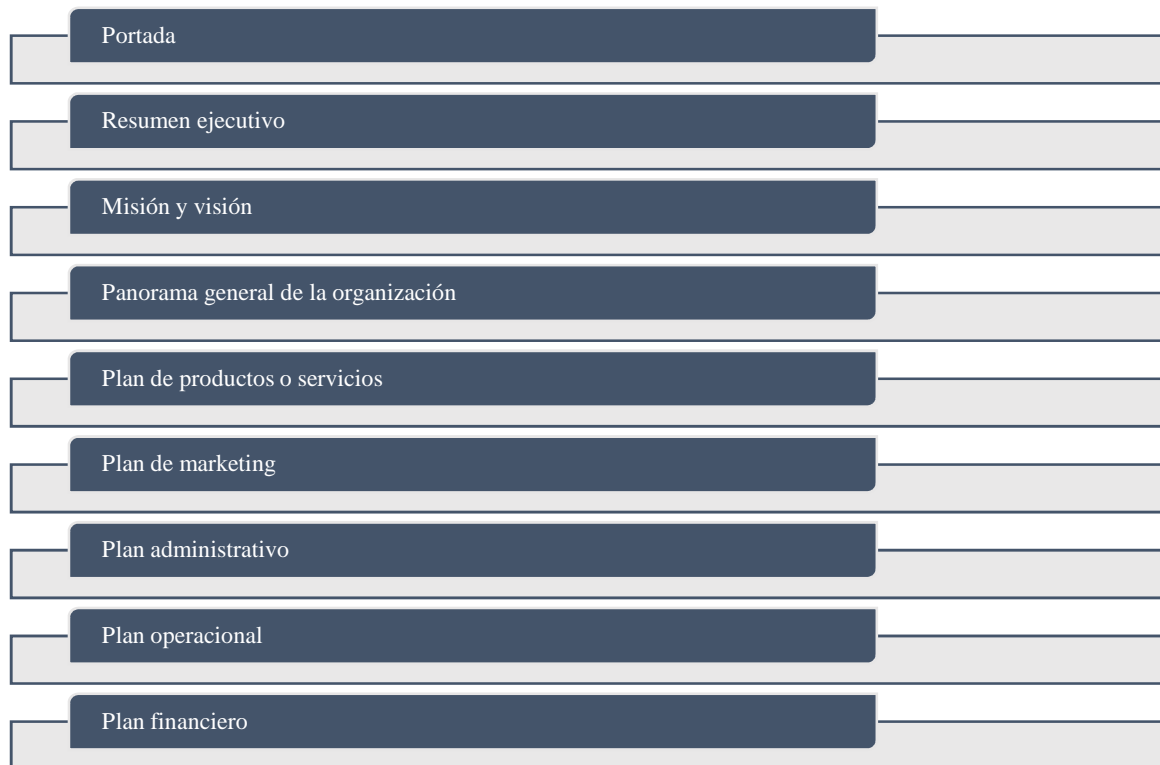 Portada
Resumen ejecutivo
Misión y visión
Panorama general de la organización
Plan de productos o servicios
Plan de marketing
Plan administrativo
Plan operacional
Plan financiero